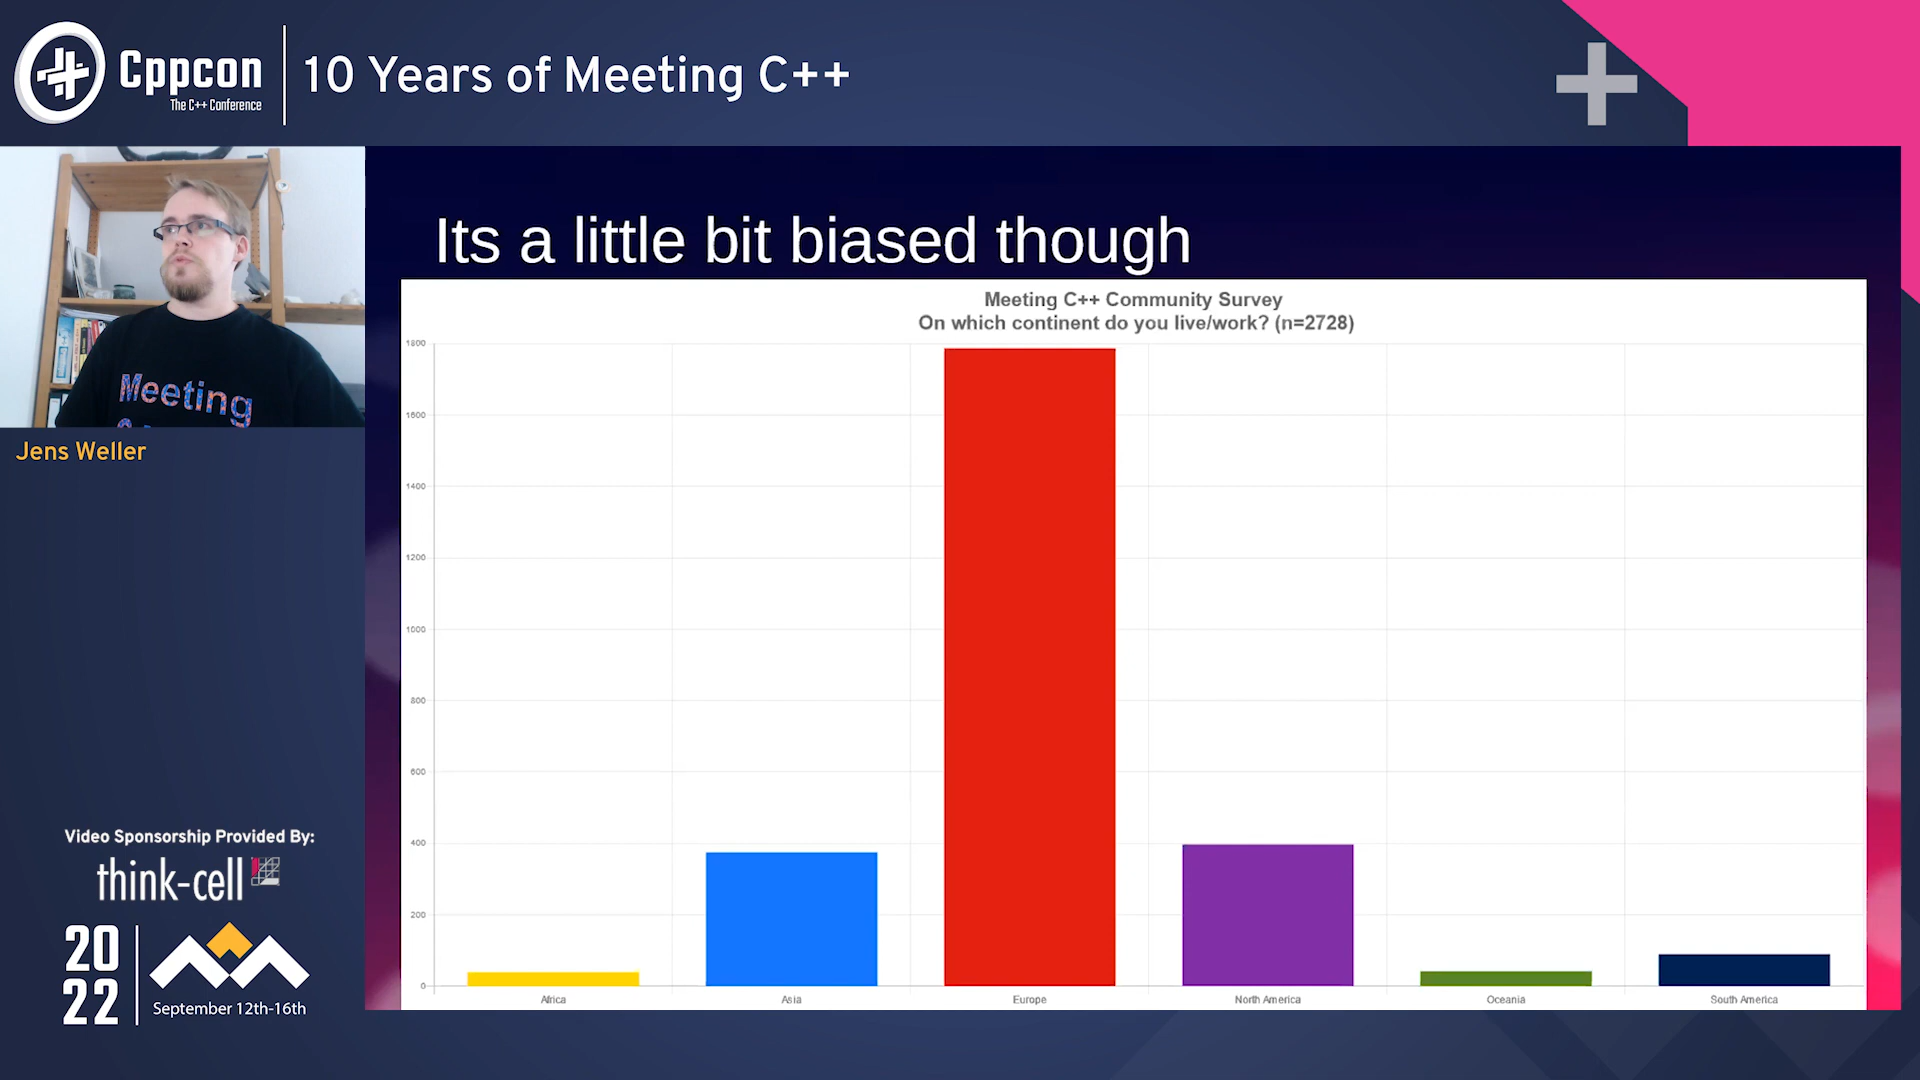 Cppcon
The C++ Conference
10 Years of Meeting C++
Meeting
Jens Weller
Its a little bit biased though
Meeting C++ Community Survey
On which continent do you live/work? (n=2728)
1800
1600
1400
1200
1000
800
600
400
200
0
Africa
Asia
Europe
North America
Oceania
South America
Video Sponsorship Provided By:
think-cell
20
22
September 12th-16th